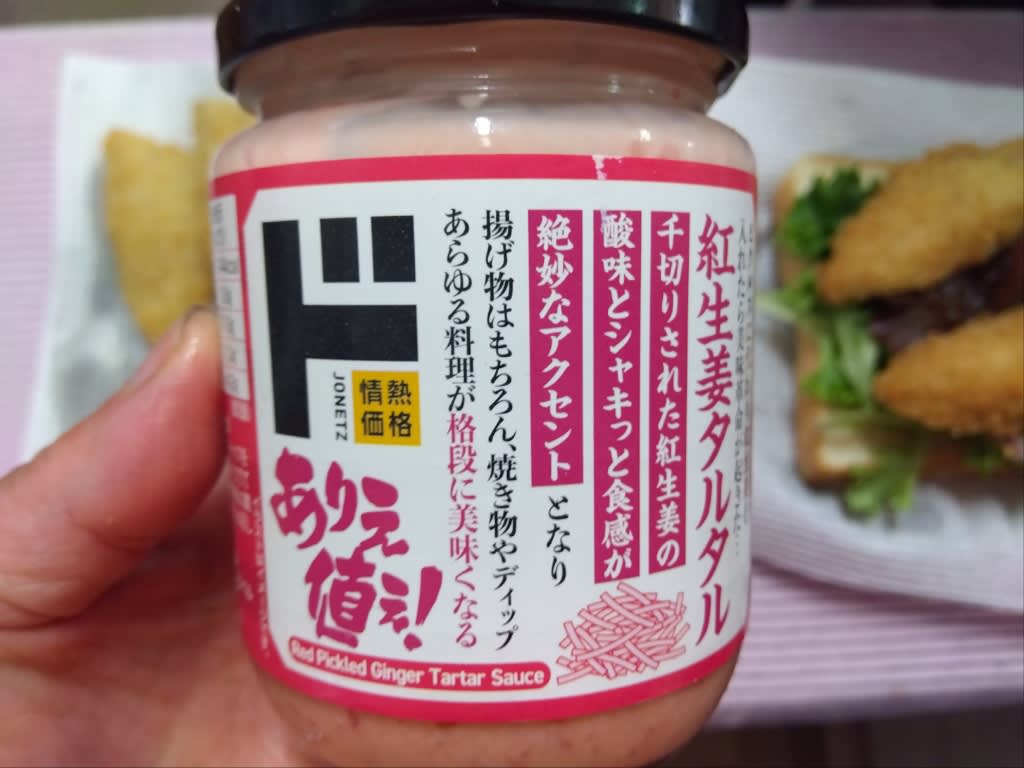 紅生姜タルタル
千切りされた紅生姜の
酸味とシャキっと食感が
絶妙なアクセントとなり
揚げ物はもちろん、焼き物やディップ
あらゆる料理が格段に美味くなる
ド
JONETZ
情熱
価格
ありえ
値ぇ!
Red Pickled Ginger Tartar Sauce